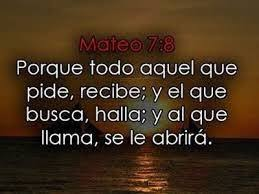 Mateo 7:8
Porque todo aquel que
pide, recibe; y el que
busca, halla; y al que
llama, se le abrirá.